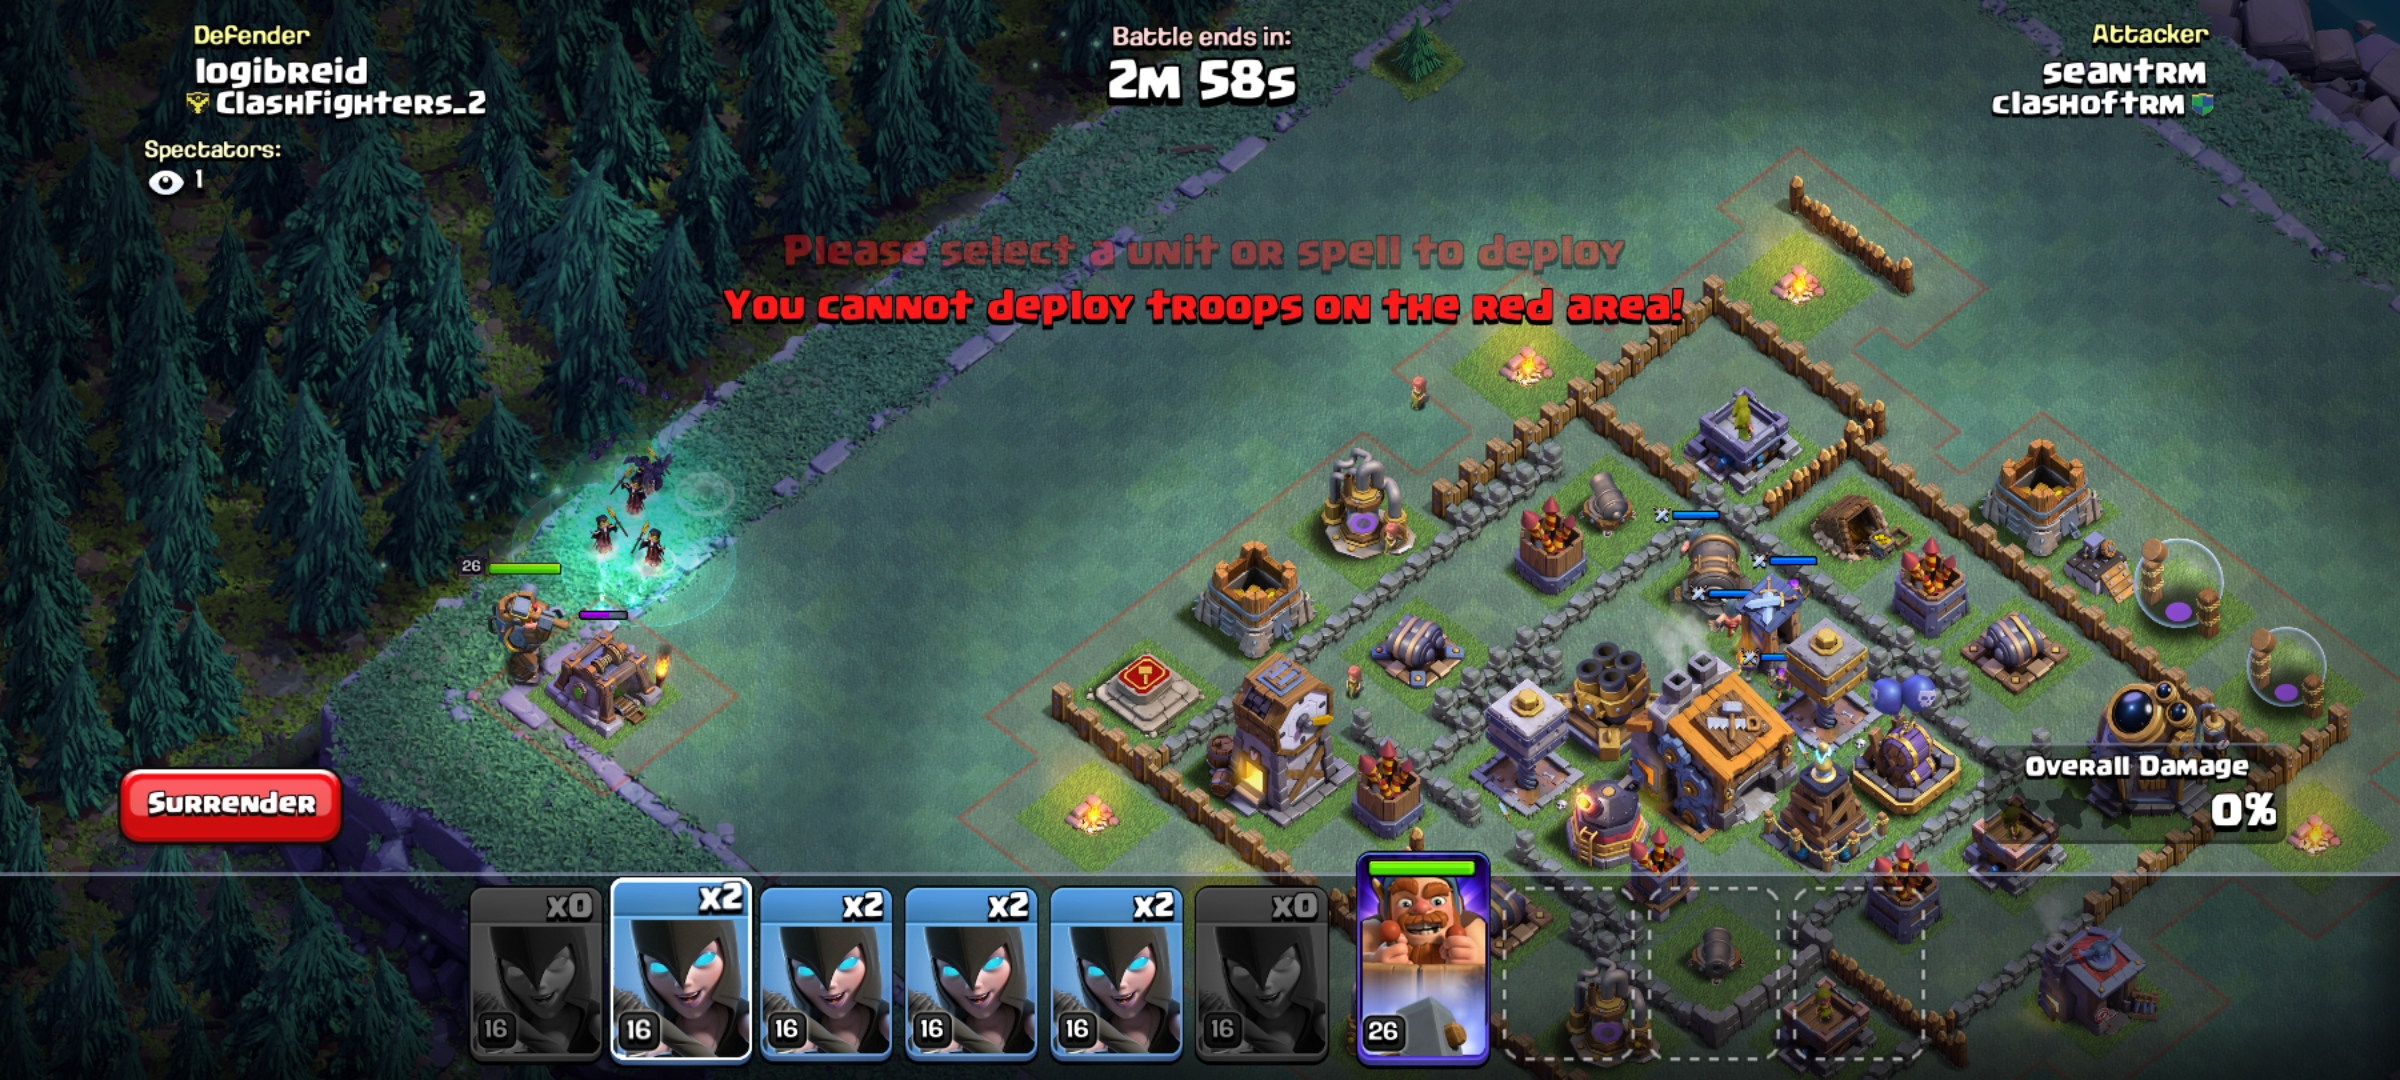 Defender
logibreid
ClashFighters_2
Spectators:
1
Battle ends in:
2m 58s
Attacker
seantrm
clashoftrm
Please select a unit or spell to deploy
You cannot deploy troops on the red area!
26
Surrender
Overall Damage
0%
x0
x2
x2
x2
x2
x0
16
16
16
16
16
16
26